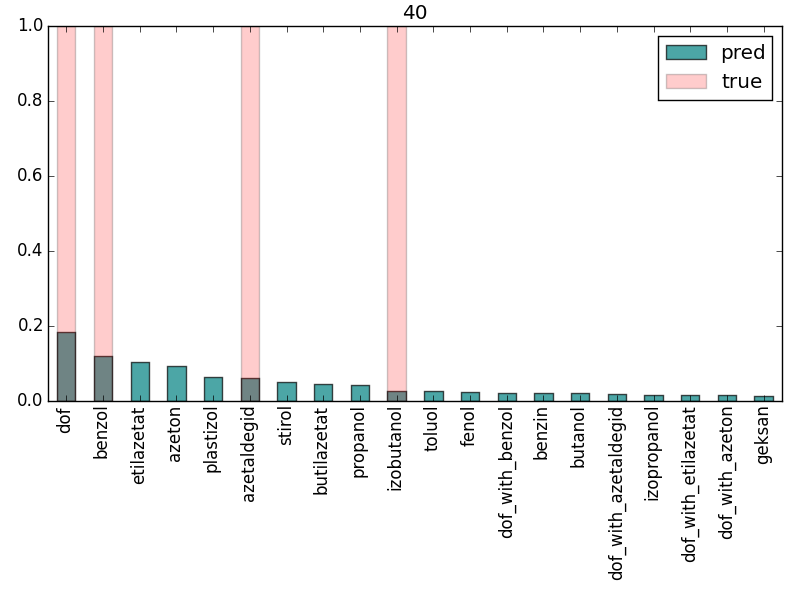 40
1.0
0.8
0.6
0.4
0.2
0.0
pred
true
dof
benzol
etilazetat
azeton
plastizol
azetaldegid
stirol
butilazetat
propanol
izobutanol
toluol
fenol
dof_with_benzol
benzin
butanol
dof_with_azetaldegid
izopropanol
dof_with_etilazetat
dof_with_azeton
geksan